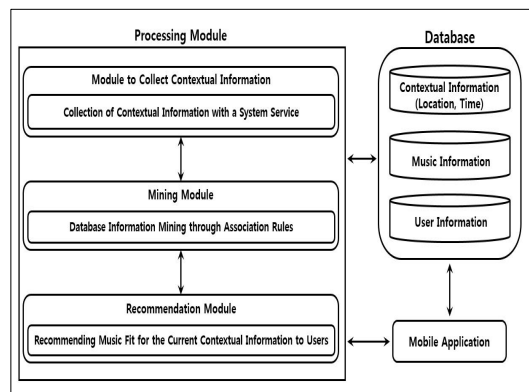 Processing Module
Module to Collect Contextual Information
Collection of Contextual Information with a System Service
Mining Module
Database Information Mining through Association Rules
Recommendation Module
Recommending Music Fit for the Current Contextual Information to Users
Database
Contextual Information
(Location, Time)
Music Information
User Information
Mobile Application